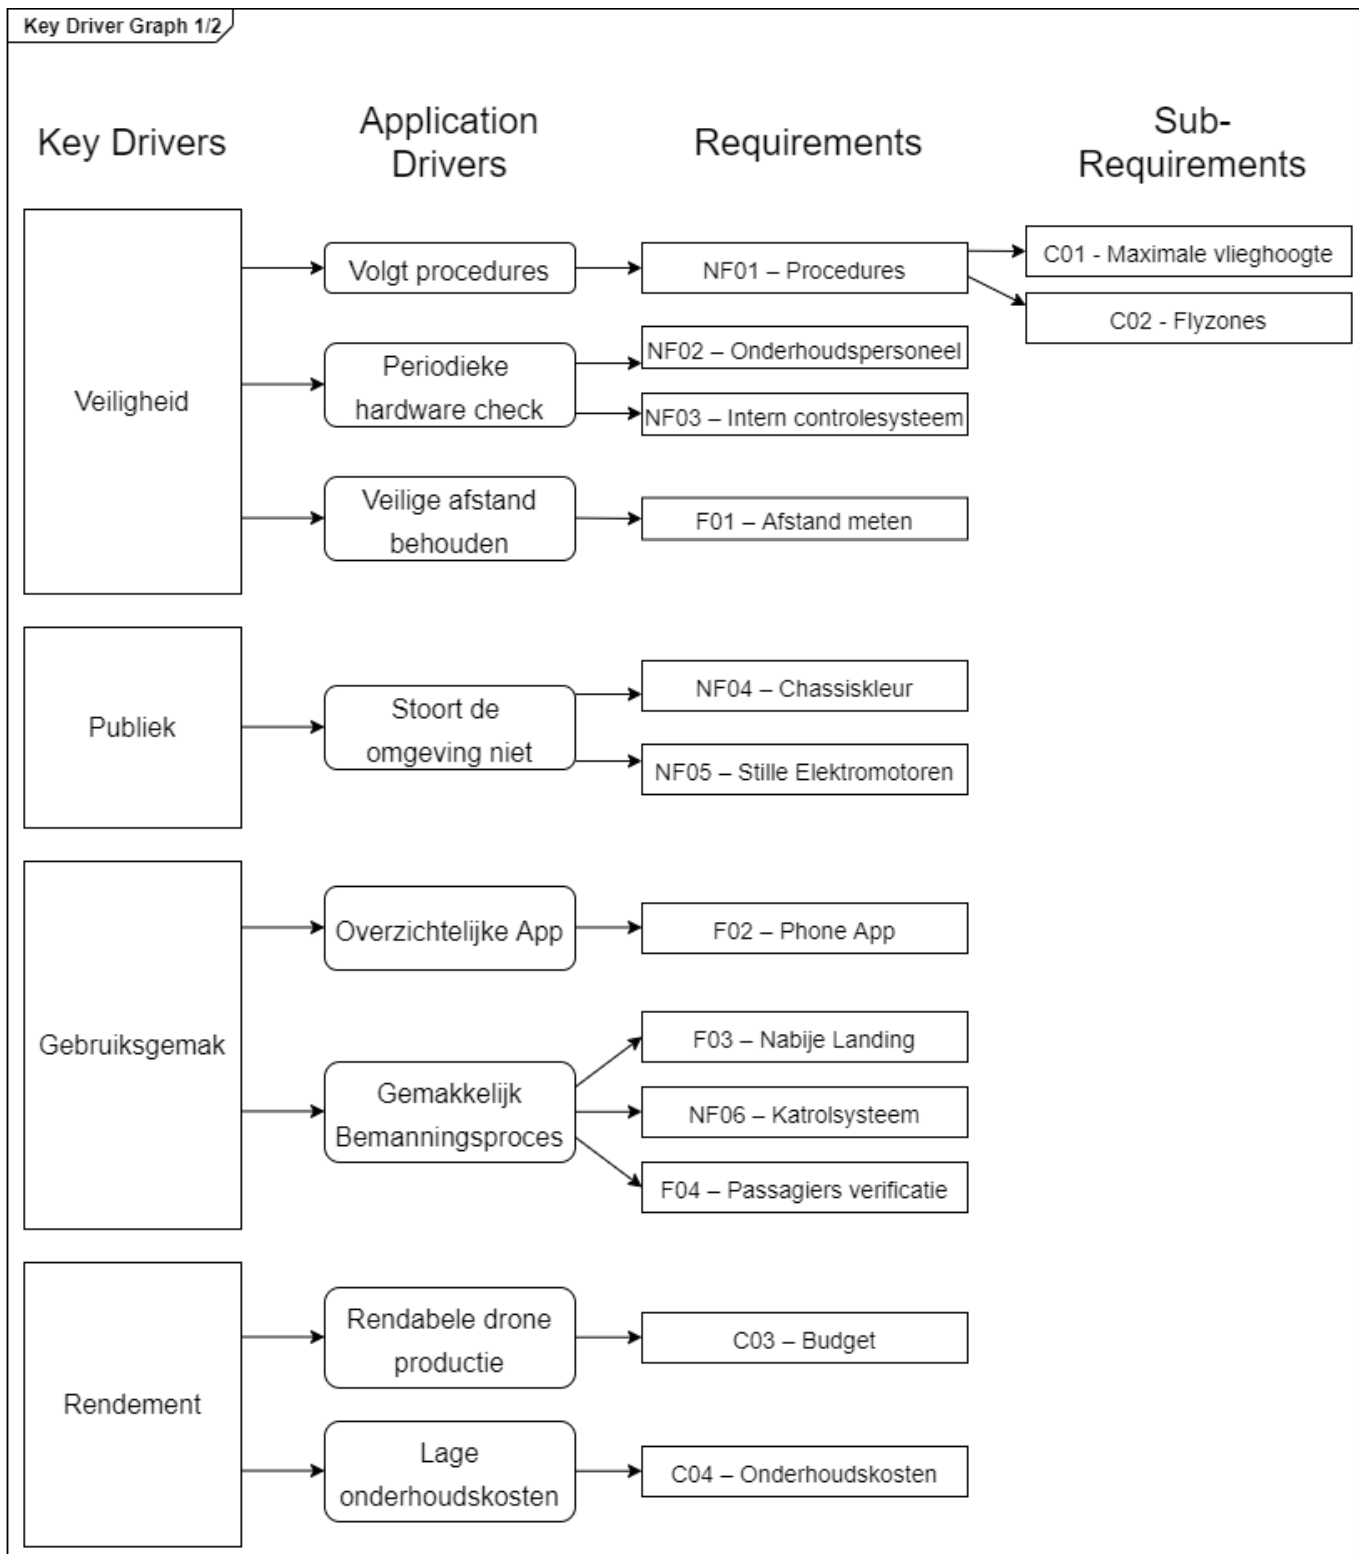 Key Driver Graph 1/2
Key Drivers
Application
Drivers
Requirements
Sub-
Requirements
Veiligheid
Volgt procedures
NF01 – Procedures
C01 - Maximale vlieghoogte
C02 - Flyzones
Periodieke
hardware check
NF02 – Onderhoudspersoneel
NF03 – Intern controlesysteem
Veilige afstand
behouden
F01 – Afstand meten
Publiek
Stoort de
omgeving niet
NF04 – Chassiskleur
NF05 – Stille Elektromotoren
Gebruiksgemak
Overzichtelijke App
F02 – Phone App
Gemakkelijk
Bemanningsproces
F03 – Nabije Landing
NF06 – Katrolsysteem
F04 – Passagiers verificatie
Rendement
Rendabele drone
productie
C03 – Budget
Lage
onderhoudskosten
C04 – Onderhoudskosten